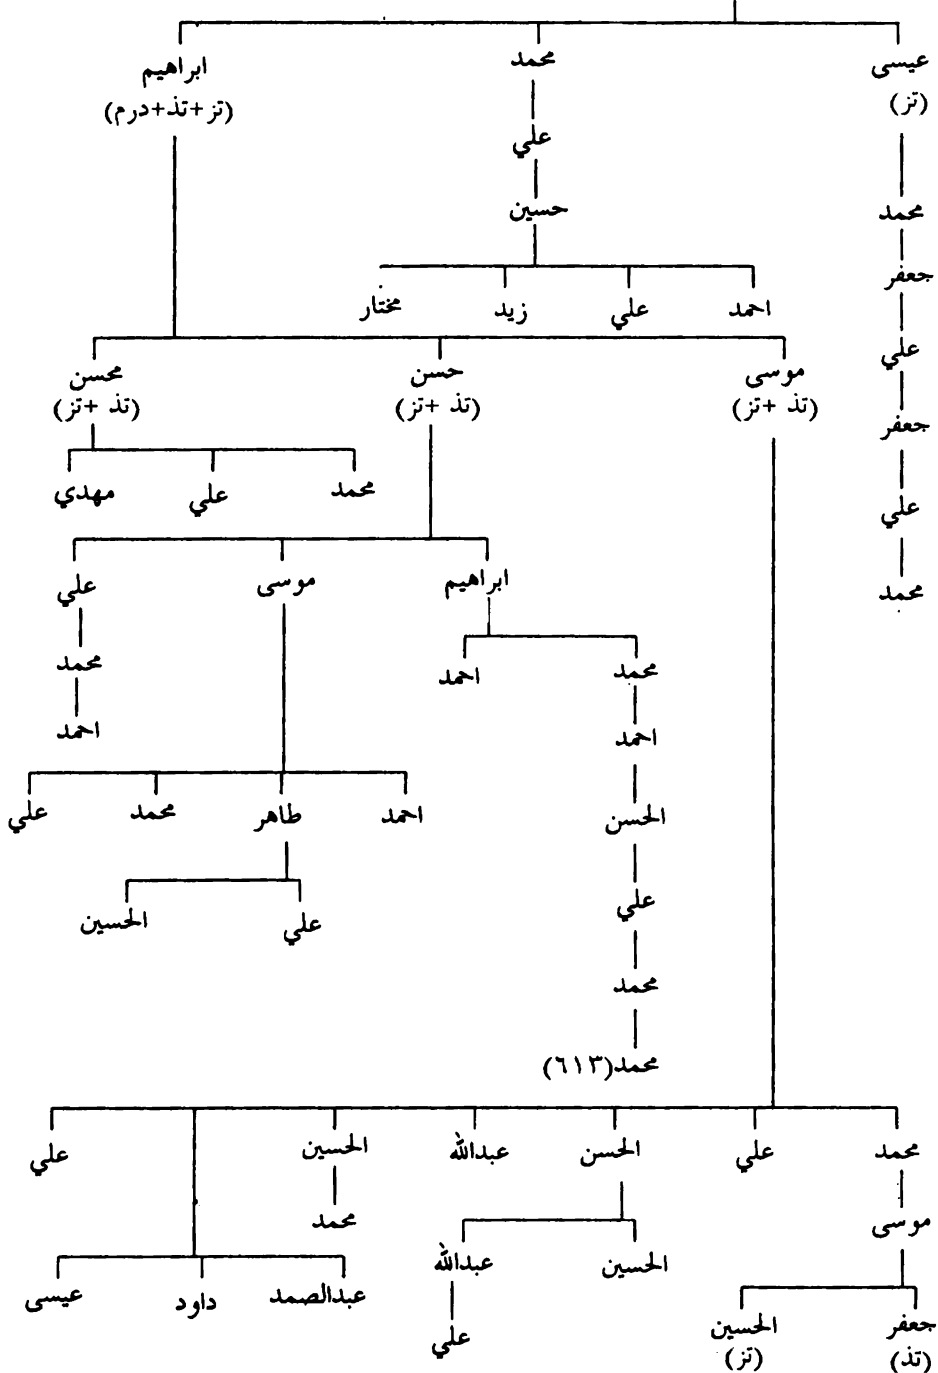 عيسى محمد ابراهيم
(تز) (تز+تذ+درم)
علي
محمد حسين
جعفر
احمد علي زيد مختار
علي
موسى حسن محسن
(تذ +تز) (تذ +تز) (تذ +تز)
جعفر
محمد علي مهدي
علي
ابراهيم موسى علي
محمد
محمد احمد محمد
احمد احمد
احمد طاهر محمد علي
الحسن
علي
علي الحسين
محمد
محمد(٦١٣)
محمد علي الحسن عبدالله الحسين علي
موسى محمد
الحسين عبدالله
عبدالصمد داود عيسى
جعفر الحسين علي
(تذ) (تز)